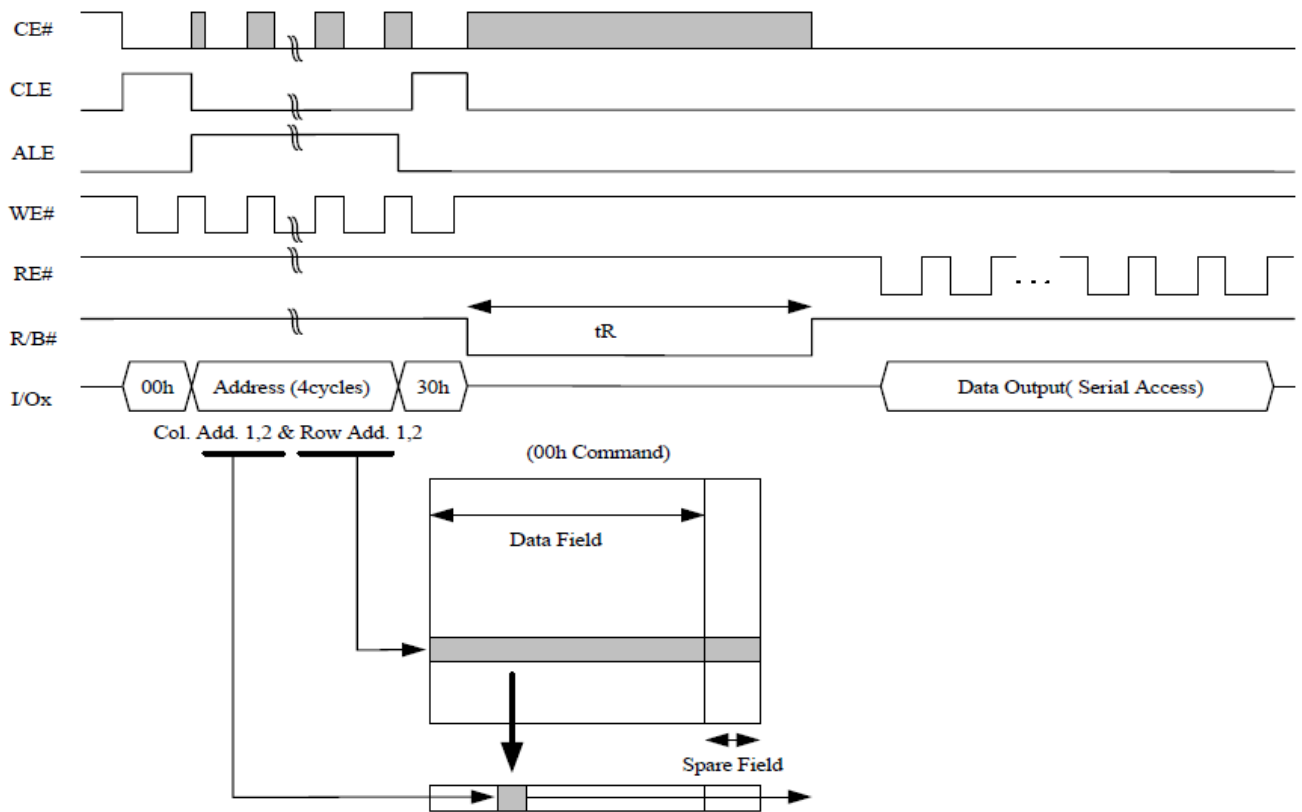 CE#
CLE
ALE
WE#
RE#
...
R/B#
tR
I/Ox
00h
Address (4cycles)
30h
Data Output( Serial Access)
Col. Add. 1,2 & Row Add. 1,2
(00h Command)
Data Field
Spare Field